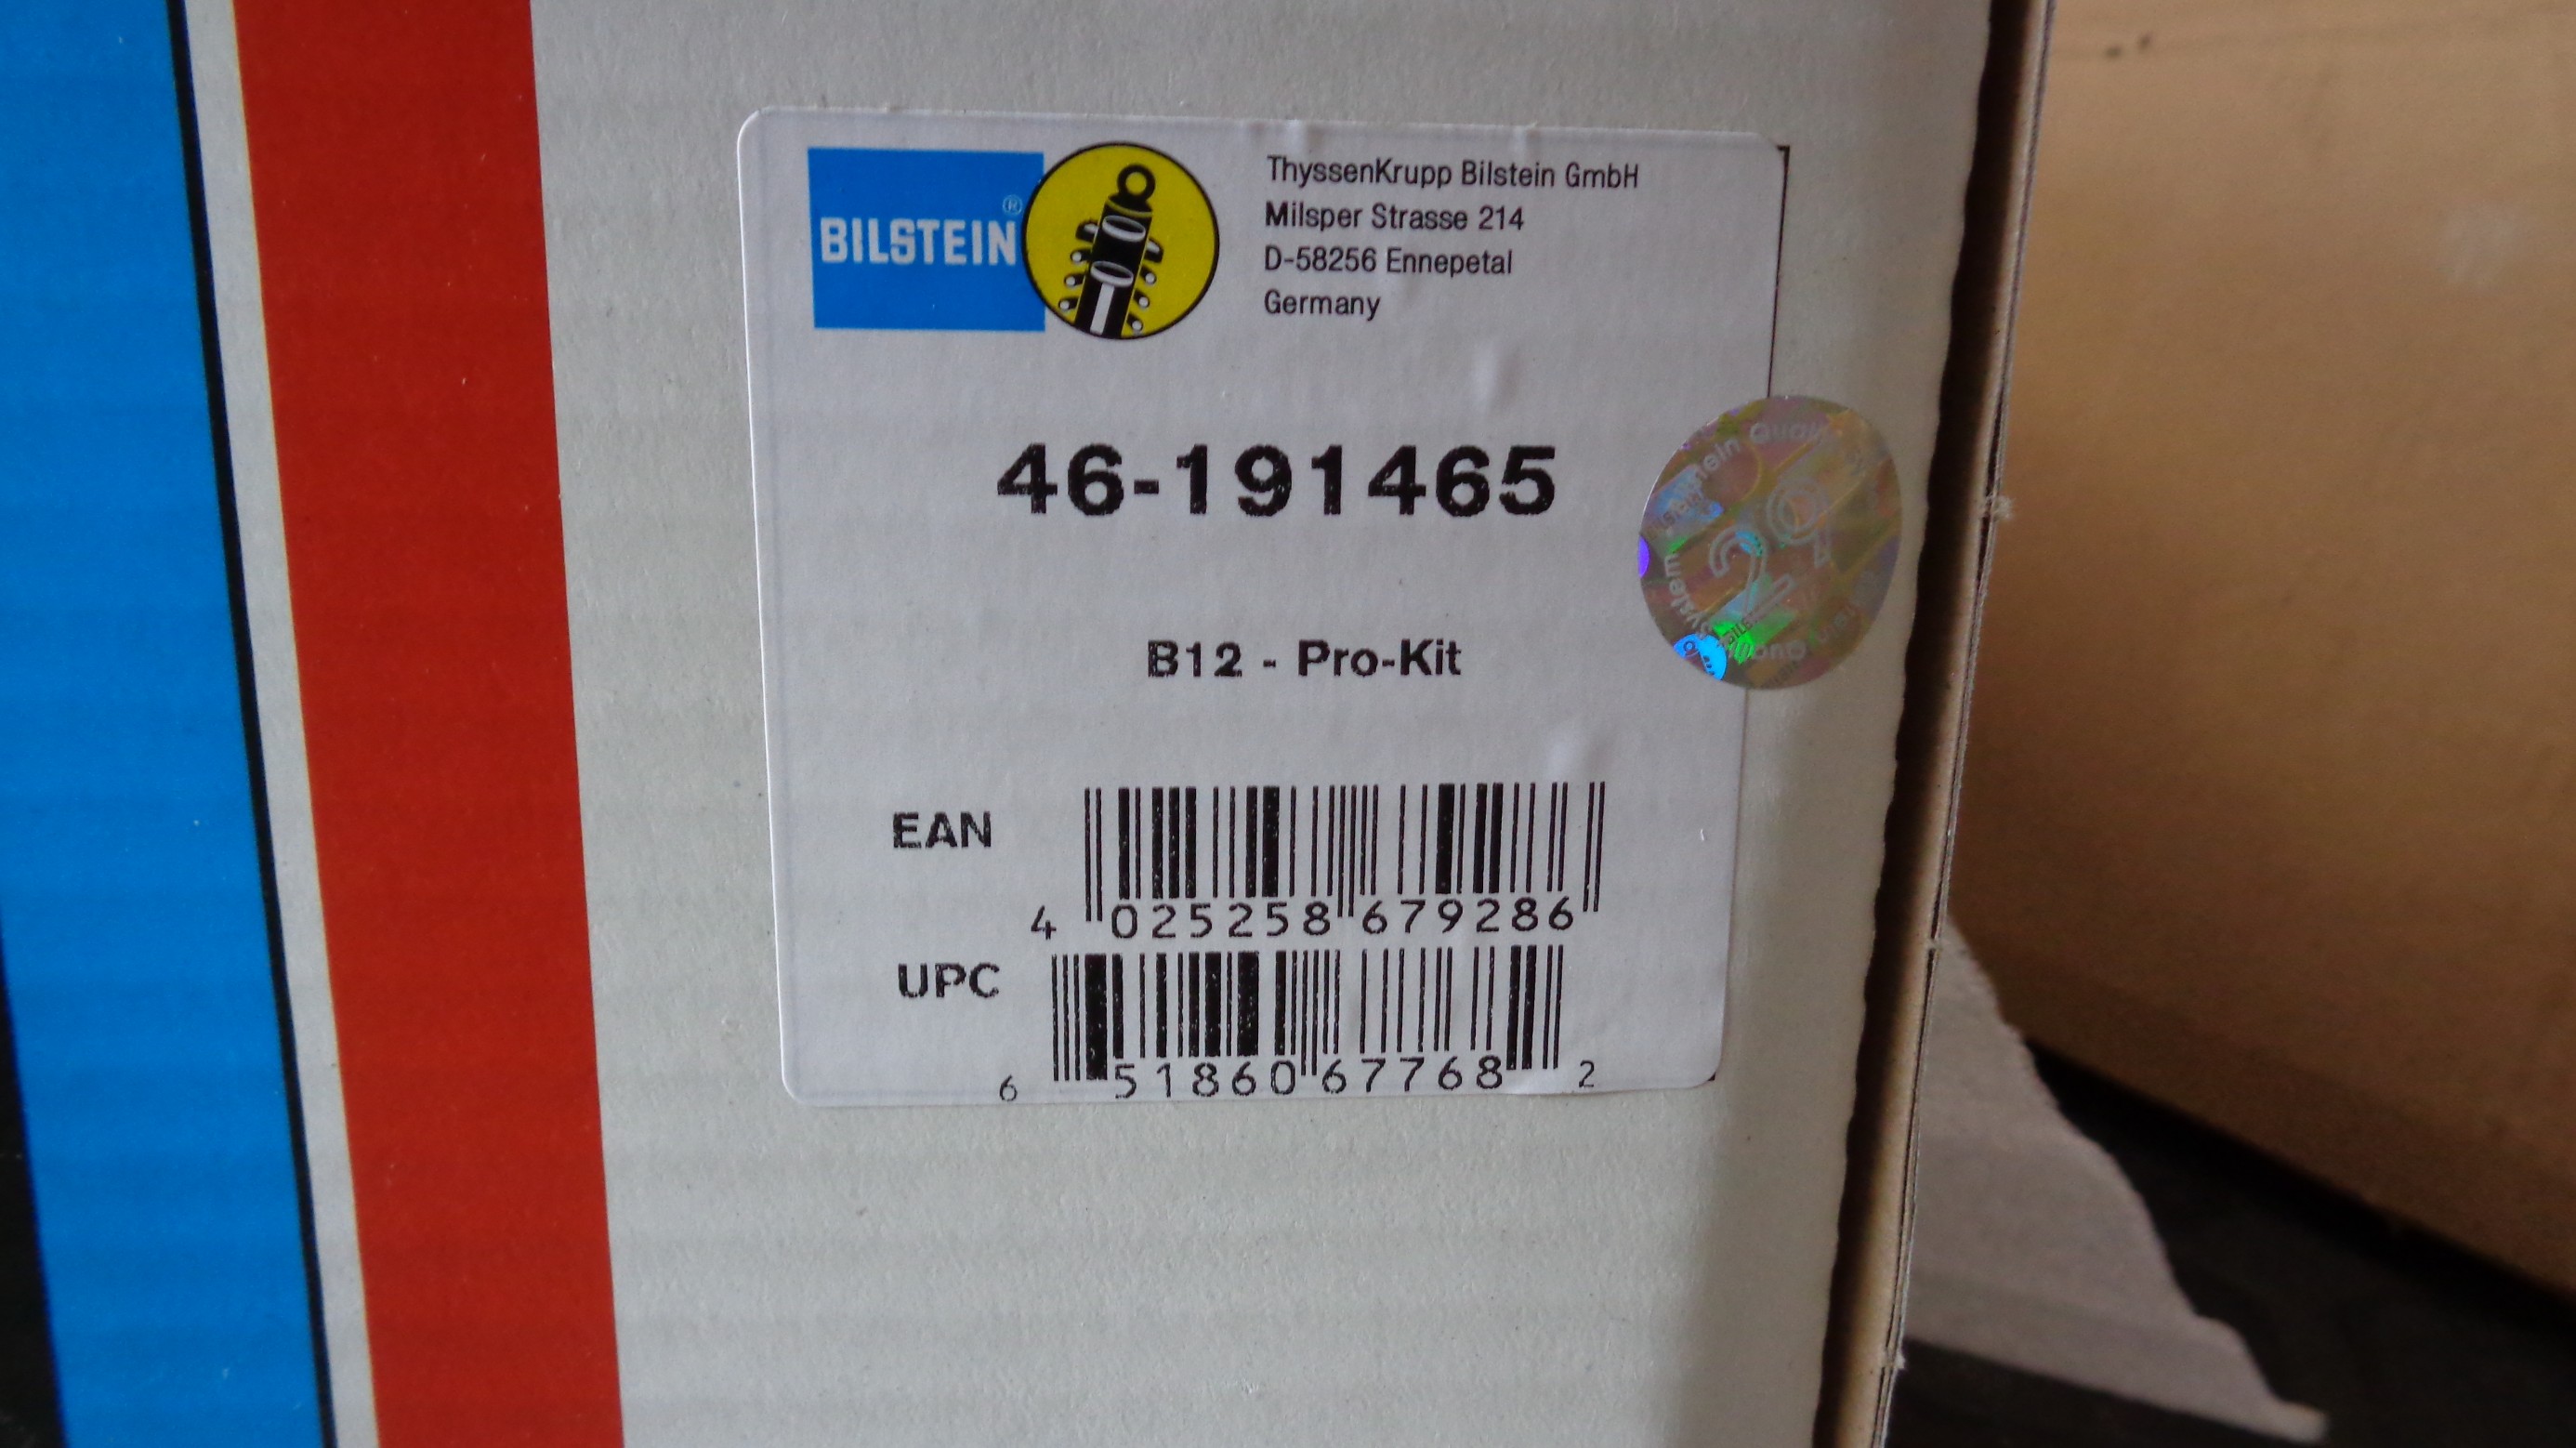 BILSTEIN®
ThyssenKrupp Bilstein GmbH
Milsper Strasse 214
D-58256 Ennepetal
Germany
46-191465
B12 - Pro-Kit
EAN
4 025258 679286
UPC
6 51860 67768 2